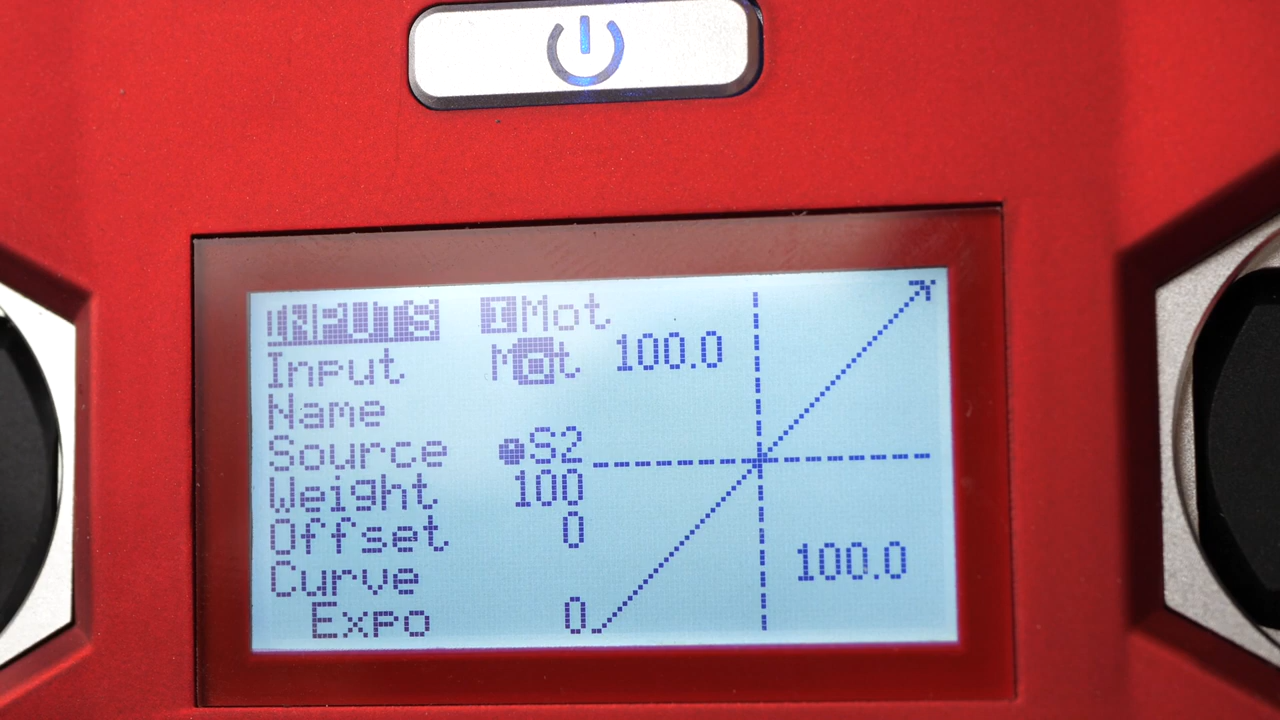 INPUTS Mot
Input Mot 100.0
Name
Source S2
Weight 100
Offset 0
Curve 100.0
Expo 0